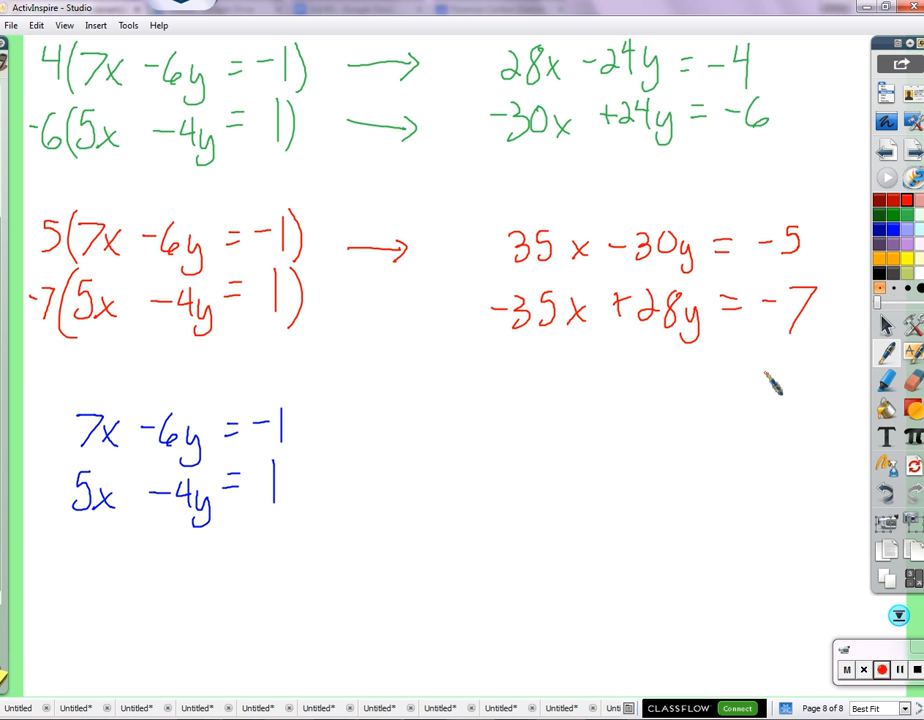 ActivInspire - Studio
File Edit View Insert Tools Help
4(7x -6y = -1) → 28x -24y = -4
-6(5x -4y = 1) → -30x +24y = -6
5(7x -6y = -1) → 35x -30y = -5
-7(5x -4y = 1) -35x +28y = -7
7x -6y = -1
5x -4y = 1
M
Untitled* Untitled* Untitled* Untitled* Untitled* Untitled* Untitled* Untitled* Untitled* Untitled* Unti CLASSFLOW Connect Page 8 of 8 Best Fit